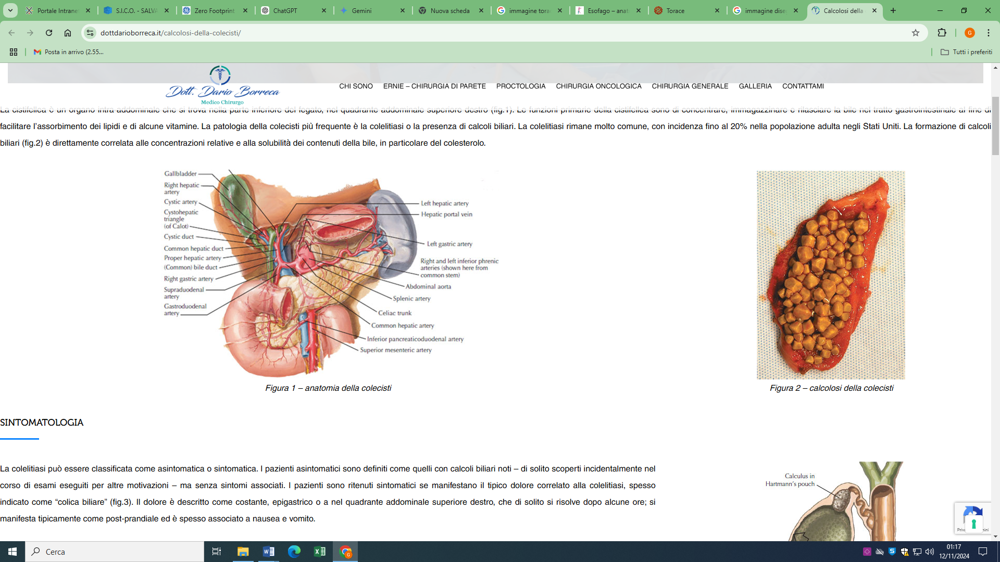 Portale Intrane
S.I.C.O. - SALVA
Zero Footprint
ChatGPT
Gemini
Nuova scheda
immagine tora
Esofago – anat
Torace
immagine dise
Calcolosi della
dottdarioborreca.it/calcolosi-della-colecisti/
G
Posta in arrivo (2.55...
Tutti i preferiti
Dott. Dario Borreca
Medico Chirurgo
CHI SONO
ERNIE – CHIRURGIA DI PARETE
PROCTOLOGIA
CHIRURGIA ONCOLOGICA
CHIRURGIA GENERALE
GALLERIA
CONTATTAMI
La cistifellea è un organo intra-addominale che si trova nella parte inferiore del fegato, nel quadrante addominale superiore destro (fig.1). Le funzioni primarie della cistifellea sono di concentrare, immagazzinare e rilasciare la bile nel tratto gastrointestinale al fine di
facilitare l'assorbimento dei lipidi e di alcune vitamine. La patologia della colecisti più frequente è la colelitiasi o la presenza di calcoli biliari. La colelitiasi rimane molto comune, con incidenza fino al 20% nella popolazione adulta negli Stati Uniti. La formazione di calcoli
biliari (fig.2) è direttamente correlata alle concentrazioni relative e alla solubilità dei contenuti della bile, in particolare del colesterolo.
Gallbladder
Right hepatic
artery
Cystic artery
Cystohepatic
triangle
(of Calot)
Cystic duct
Common hepatic duct
Proper hepatic artery
(Common) bile duct
Right gastric artery
Supraduodenal
artery
Gastroduodenal
artery
Left hepatic artery
Hepatic portal vein
Left gastric artery
Right and left inferior phrenic
arteries (shown here from
common stem)
Abdominal aorta
Splenic artery
Celiac trunk
Common hepatic artery
Inferior pancreaticoduodenal artery
Superior mesenteric artery
Figura 1 – anatomia della colecisti
Figura 2 – calcolosi della colecisti
SINTOMATOLOGIA
La colelitiasi può essere classificata come asintomatica o sintomatica. I pazienti asintomatici sono definiti come quelli con calcoli biliari noti – di solito scoperti incidentalmente nel
corso di esami eseguiti per altre motivazioni – ma senza sintomi associati. I pazienti sono ritenuti sintomatici se manifestano il tipico dolore correlato alla colelitiasi, spesso
indicato come “colica biliare” (fig.3). Il dolore è descritto come costante, epigastrico o a nel quadrante addominale superiore destro, che di solito si risolve dopo alcune ore; si
manifesta tipicamente come post-prandiale ed è spesso associato a nausea e vomito.
Calculus in
Hartmann's pouch
Cerca
01:17
12/11/2024